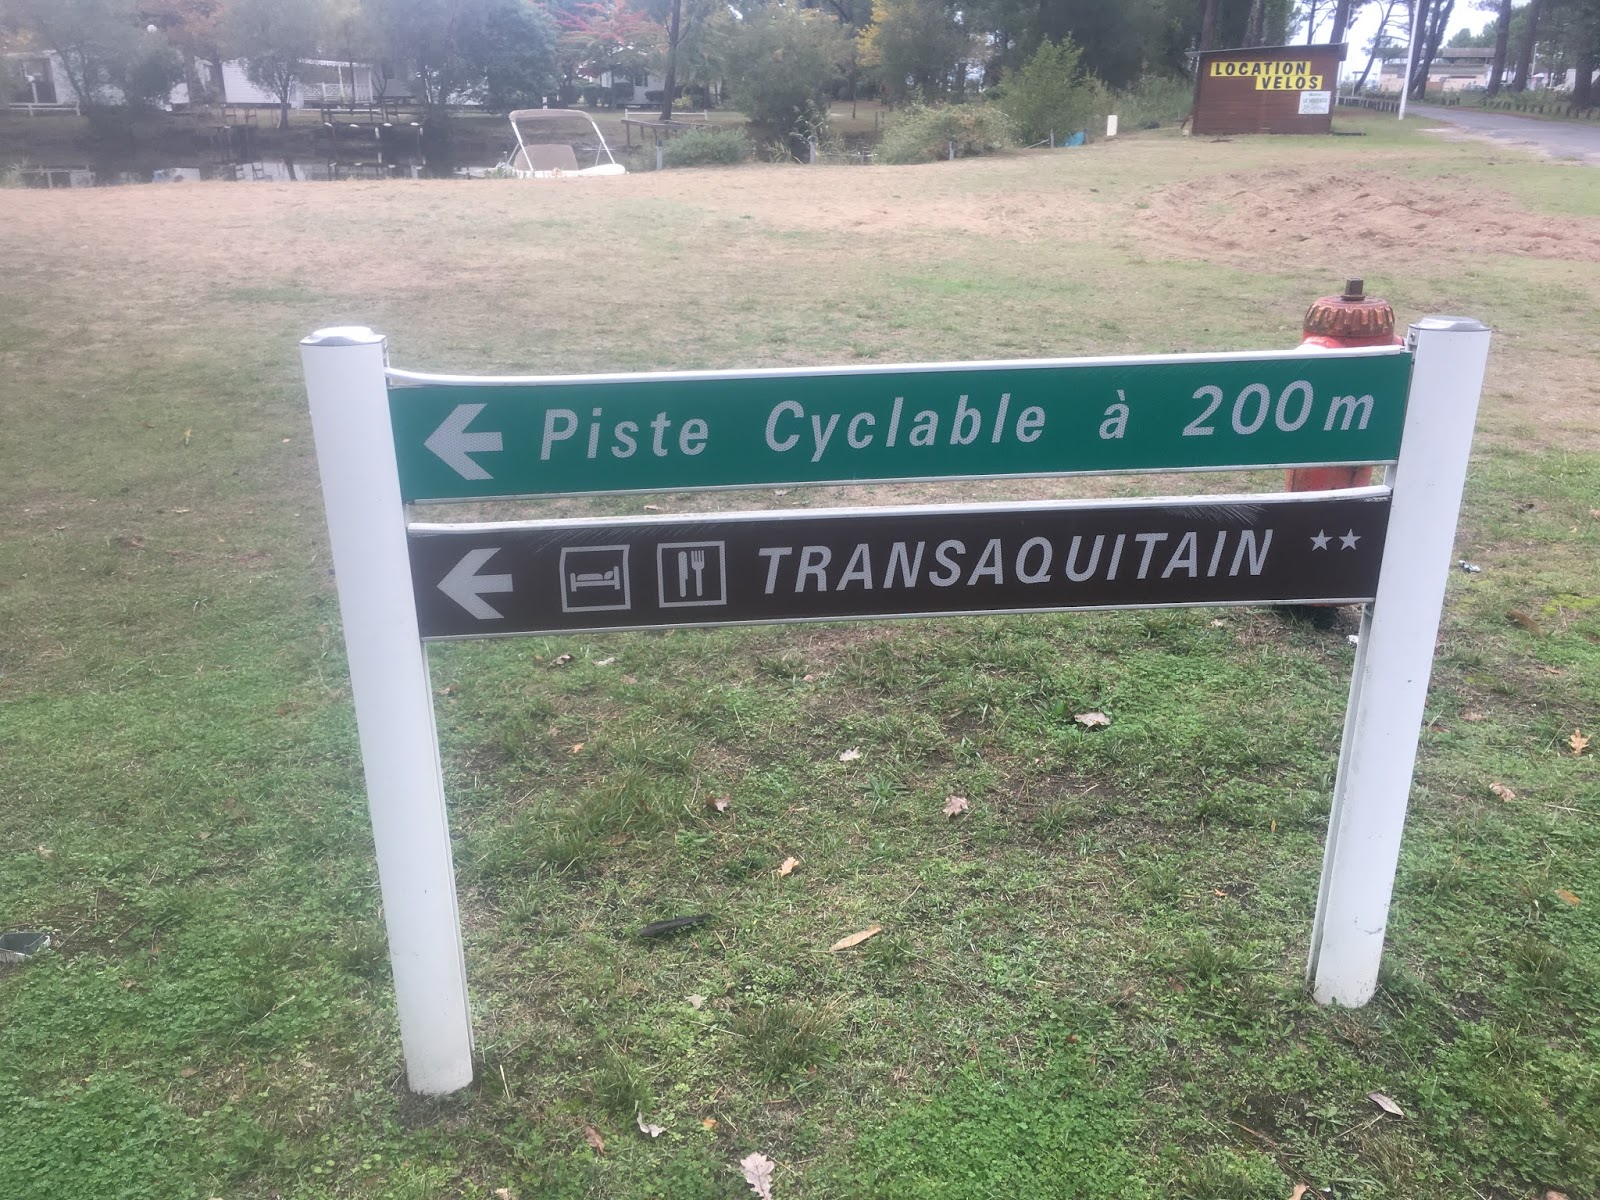 LOCATION
VELOS
Piste Cyclable à 200m
TRANSAQUITAIN **